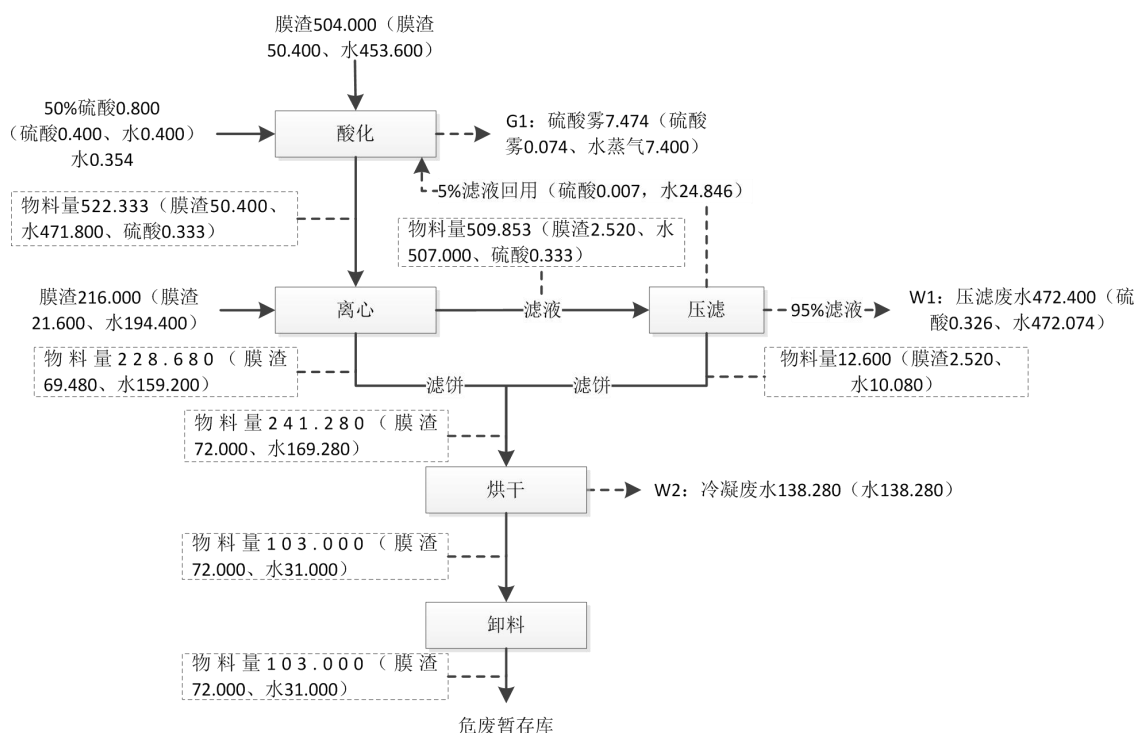 膜渣504.000（膜渣
50.400、水453.600）
50%硫酸0.800
（硫酸0.400、水0.400）
水0.354
酸化
G1：硫酸雾7.474（硫酸
雾0.074、水蒸气7.400）
5%滤液回用（硫酸0.007，水24.846）
物料量522.333（膜渣50.400、
水471.800、硫酸0.333）
物料量509.853（膜渣2.520、水
507.000、硫酸0.333）
膜渣216.000（膜渣
21.600、水194.400）
离心
滤液
压滤
95%滤液
W1：压滤废水472.400（硫
酸0.326、水472.074）
物料量228.680（膜渣
69.480、水159.200）
滤饼
滤饼
物料量12.600（膜渣2.520、
水10.080）
物料量241.280（膜渣
72.000、水169.280）
烘干
W2：冷凝废水138.280（水138.280）
物料量103.000（膜渣
72.000、水31.000）
卸料
物料量103.000（膜渣
72.000、水31.000）
危废暂存库